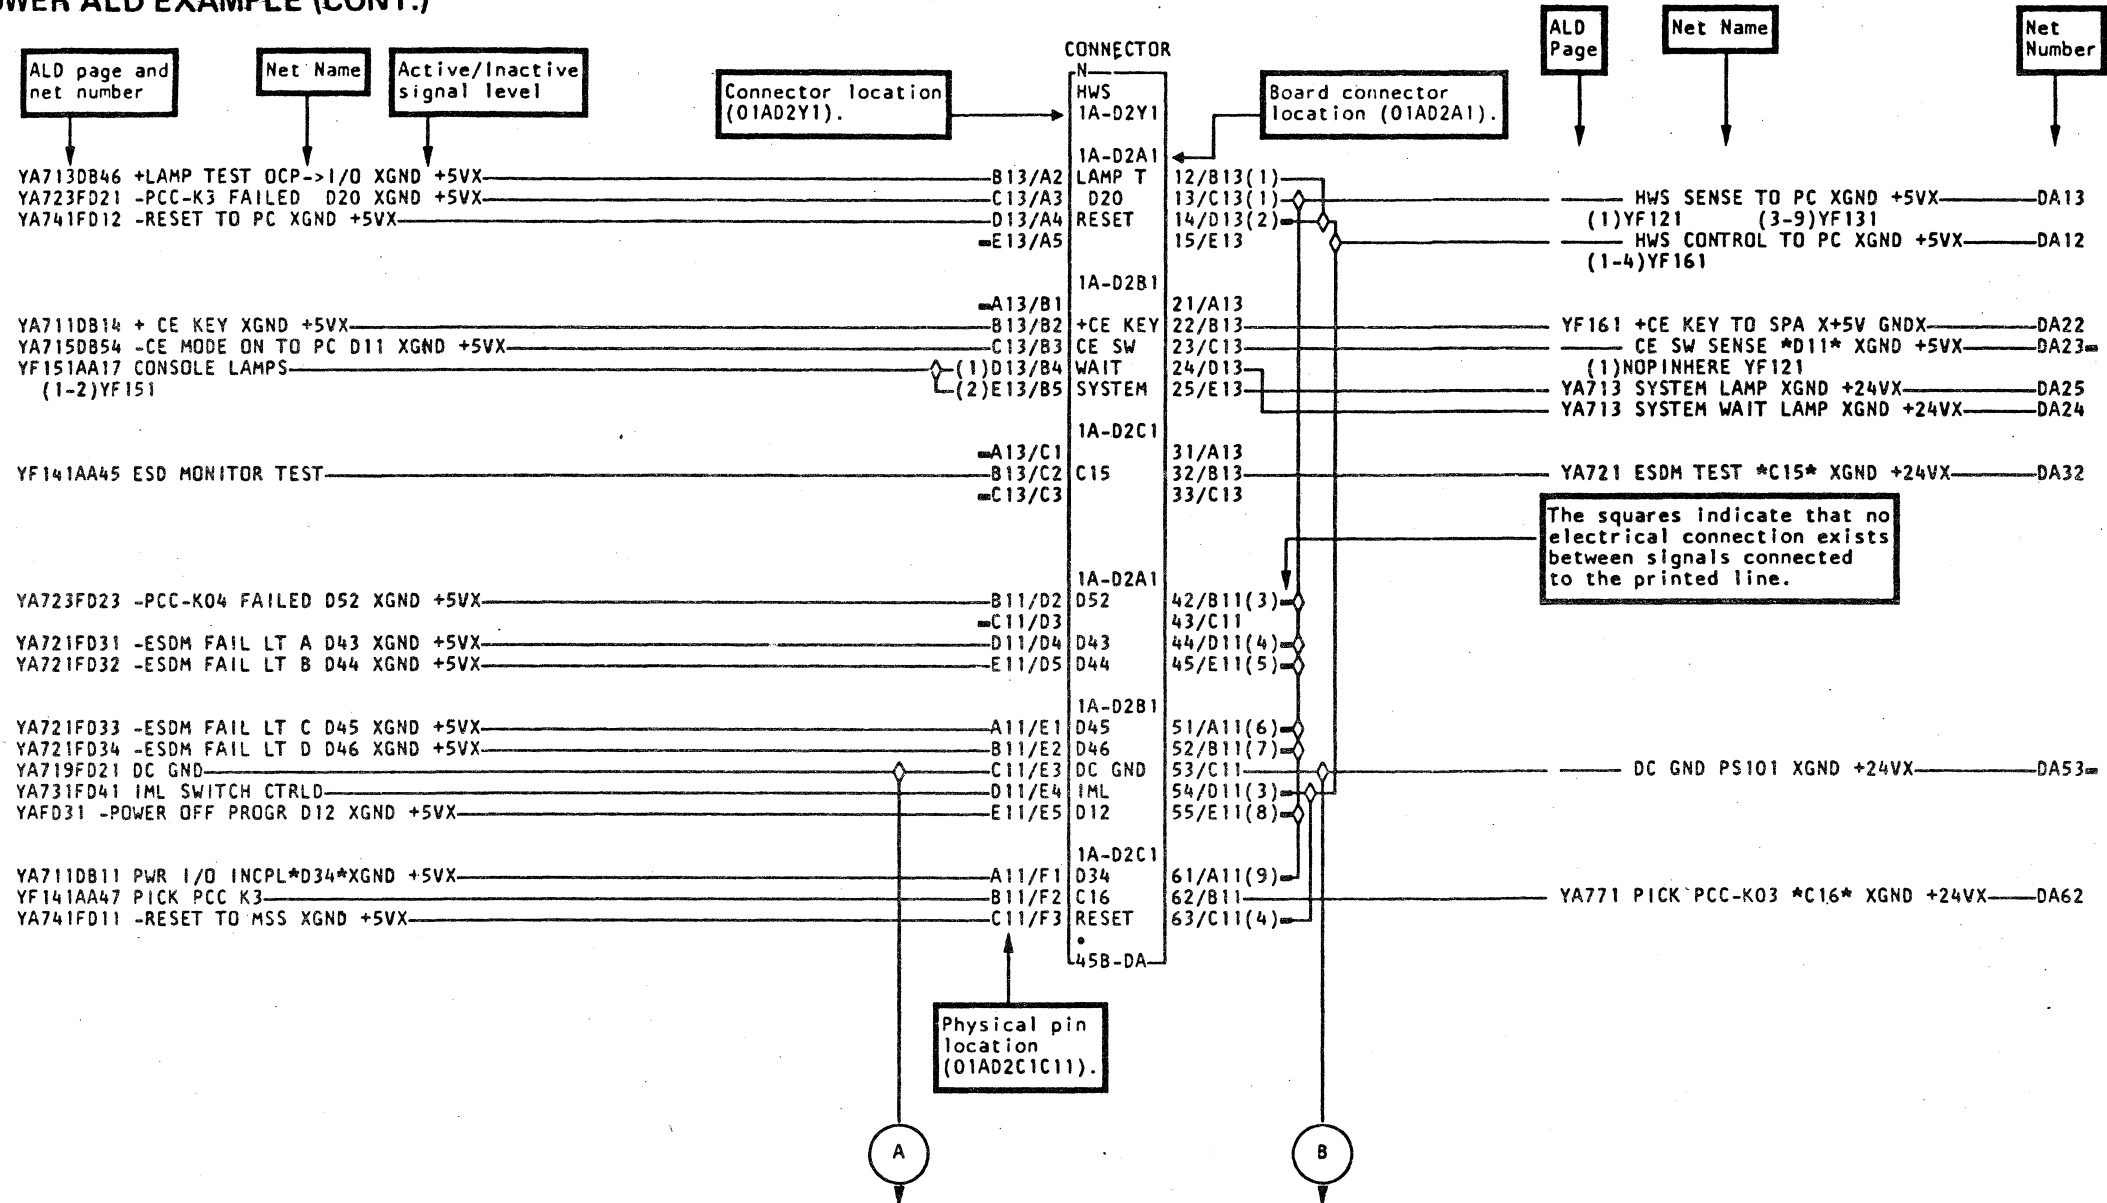 POWER ALD EXAMPLE (CONT.)
ALD page and
net number
Net Name
Active/Inactive
signal level
Connector location
(01AD2Y1).
CONNECTOR
N
HWS
1A-D2Y1
Board connector
location (01AD2A1).
ALD
Page
Net Name
Net
Number
1A-D2A1
YA713DB46 +LAMP TEST OCP->I/O XGND +5VX B13/A2 LAMP T 12/B13(1)
YA723FD21 -PCC-K3 FAILED D20 XGND +5VX C13/A3 D20 13/C13(1) HWS SENSE TO PC XGND +5VX DA13
YA741FD12 -RESET TO PC XGND +5VX D13/A4 RESET 14/D13(2) (1)YF121 (3-9)YF131
E13/A5 15/E13 HWS CONTROL TO PC XGND +5VX DA12
(1-4)YF161
1A-D2B1
A13/B1 21/A13
YA711DB14 + CE KEY XGND +5VX B13/B2 +CE KEY 22/B13 YF161 +CE KEY TO SPA X+5V GNDX DA22
YA715DB54 -CE MODE ON TO PC D11 XGND +5VX C13/B3 CE SW 23/C13 CE SW SENSE *D11* XGND +5VX DA23
YF151AA17 CONSOLE LAMPS (1)D13/B4 WAIT 24/D13 (1)NOPINHERE YF121
(1-2)YF151 (2)E13/B5 SYSTEM 25/E13 YA713 SYSTEM LAMP XGND +24VX DA25
YA713 SYSTEM WAIT LAMP XGND +24VX DA24
1A-D2C1
A13/C1 31/A13
YF141AA45 ESD MONITOR TEST B13/C2 C15 32/B13 YA721 ESDM TEST *C15* XGND +24VX DA32
C13/C3 33/C13
The squares indicate that no
electrical connection exists
between signals connected
to the printed line.
1A-D2A1
YA723FD23 -PCC-K04 FAILED D52 XGND +5VX B11/D2 D52 42/B11(3)
C11/D3 43/C11
YA721FD31 -ESDM FAIL LT A D43 XGND +5VX D11/D4 D43 44/D11(4)
YA721FD32 -ESDM FAIL LT B D44 XGND +5VX E11/D5 D44 45/E11(5)
1A-D2B1
YA721FD33 -ESDM FAIL LT C D45 XGND +5VX A11/E1 D45 51/A11(6)
YA721FD34 -ESDM FAIL LT D D46 XGND +5VX B11/E2 D46 52/B11(7)
YA719FD21 DC GND C11/E3 DC GND 53/C11 DC GND PS101 XGND +24VX DA53
YA731FD41 IML SWITCH CTRLD D11/E4 IML 54/D11(3)
YAFD31 -POWER OFF PROGR D12 XGND +5VX E11/E5 D12 55/E11(8)
1A-D2C1
YA711DB11 PWR I/O INCPL*D34*XGND +5VX A11/F1 D34 61/A11(9)
YF141AA47 PICK PCC K3 B11/F2 C16 62/B11 YA771 PICK PCC-K03 *C16* XGND +24VX DA62
YA741FD11 -RESET TO MSS XGND +5VX C11/F3 RESET 63/C11(4)
45B-DA
Physical pin
location
(01AD2C1C11).
A
B